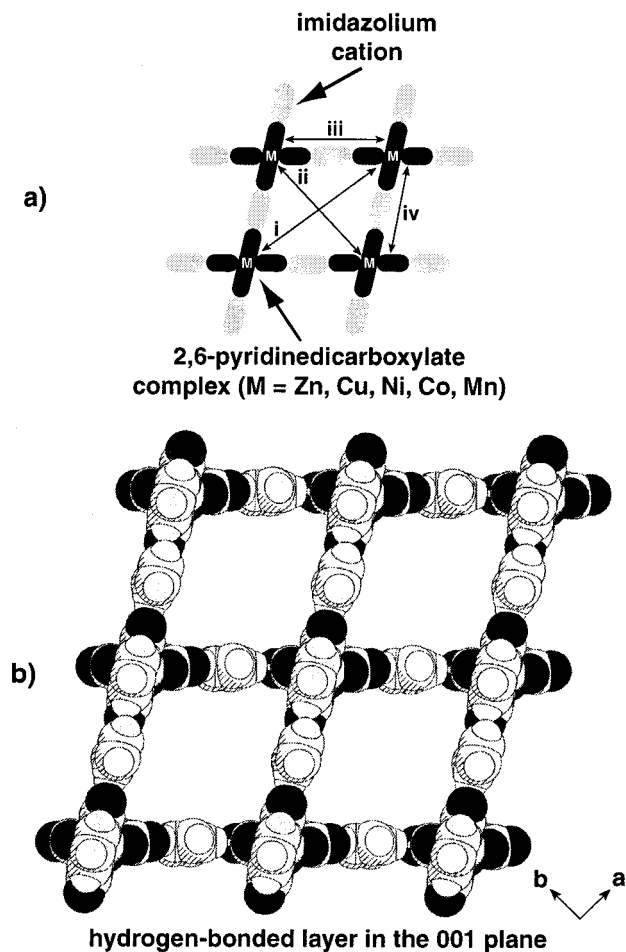 imidazolium
cation
a)
M
iii
M
ii
i
iv
M
M
2,6-pyridinedicarboxylate
complex (M = Zn, Cu, Ni, Co, Mn)
b)
b
a
hydrogen-bonded layer in the 001 plane